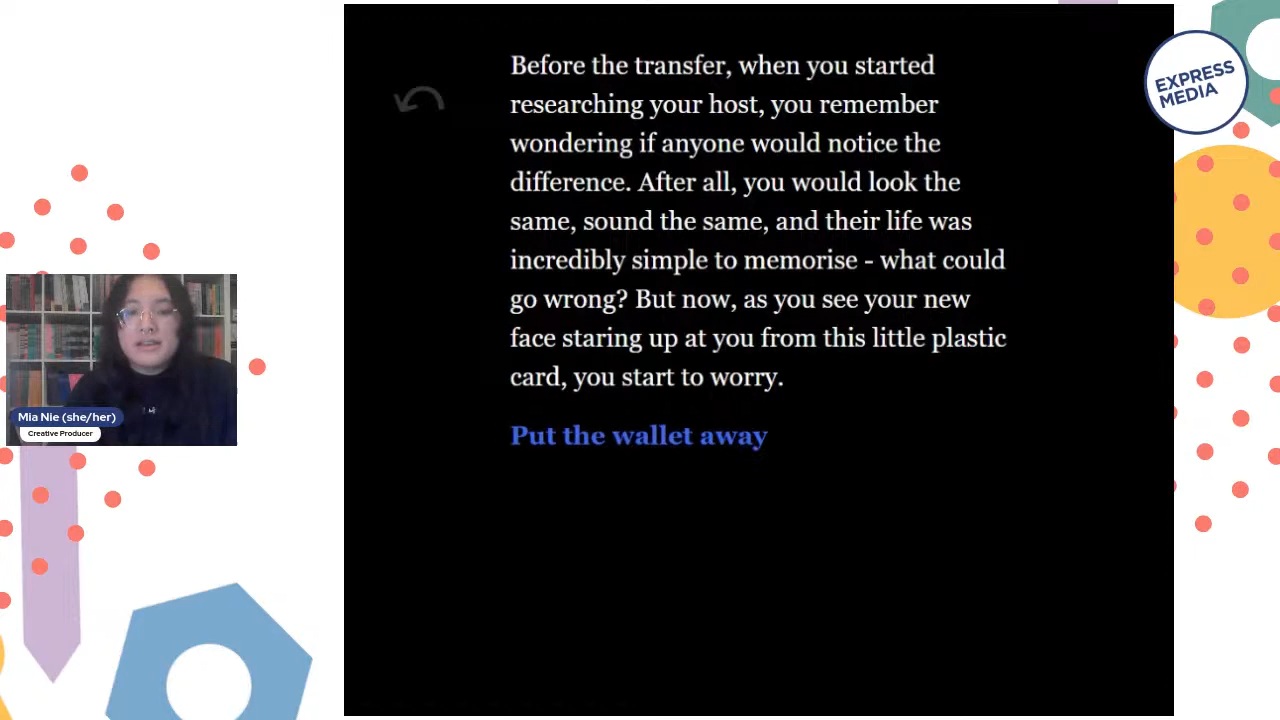 Before the transfer, when you started
researching your host, you remember
wondering if anyone would notice the
difference. After all, you would look the
same, sound the same, and their life was
incredibly simple to memorise - what could
go wrong? But now, as you see your new
face staring up at you from this little plastic
card, you start to worry.
Put the wallet away
EXPRESS
MEDIA
Mia Nie (she/her)
Creative Producer